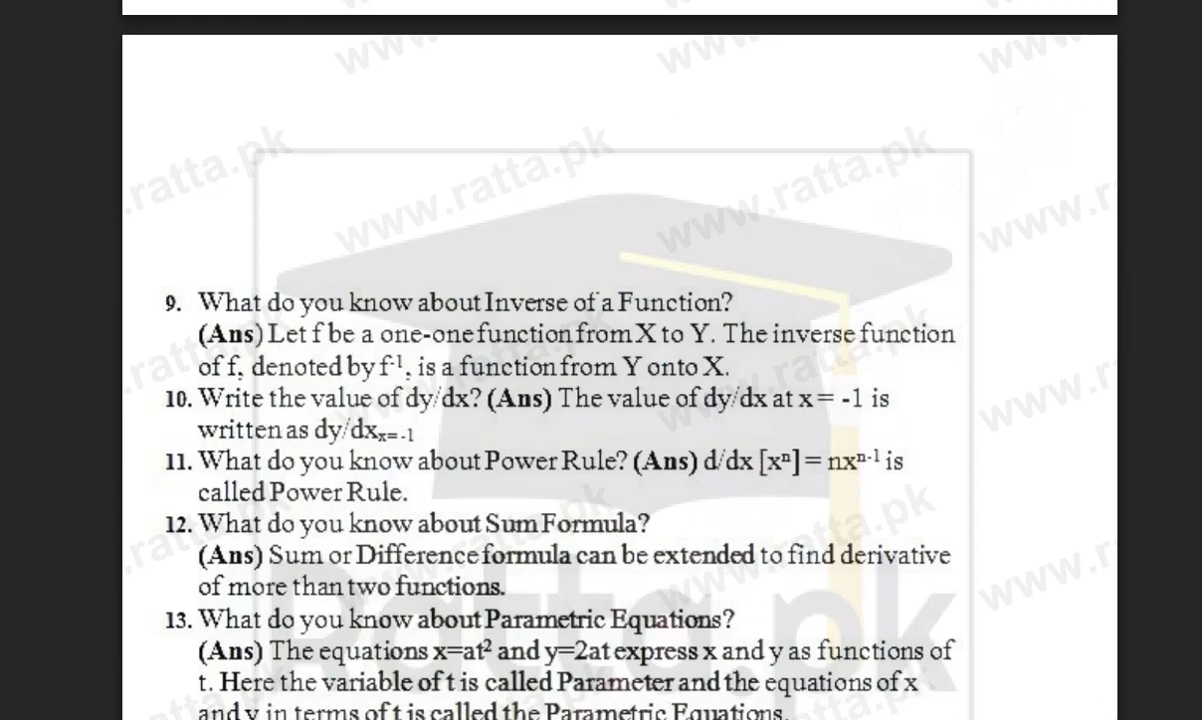 9. What do you know about Inverse of a Function?
(Ans) Let f be a one-one function from X to Y. The inverse function
of f, denoted by f-1, is a function from Y onto X.
10. Write the value of dy/dx? (Ans) The value of dy/dx at x= -1 is
written as dy/dxx= -1
11. What do you know about Power Rule? (Ans) d/dx [xn] = nxn-1 is
called Power Rule.
12. What do you know about Sum Formula?
(Ans) Sum or Difference formula can be extended to find derivative
of more than two functions.
13. What do you know about Parametric Equations?
(Ans) The equations x=at² and y=2at express x and y as functions of
t. Here the variable of t is called Parameter and the equations of x
and y in terms of t is called the Parametric Equations.
Ratta.pk
www.ratta.pk